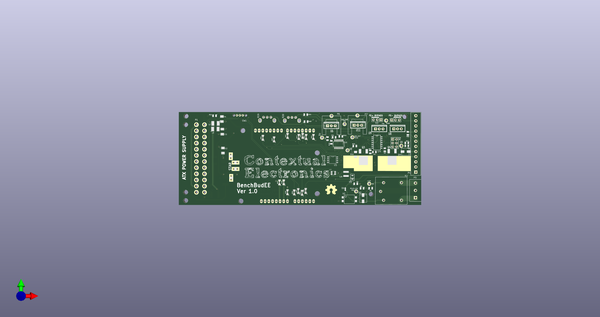 ATX POWER SUPPLY
Contextual
Electronics
BenchBudEE
Ver 1.0